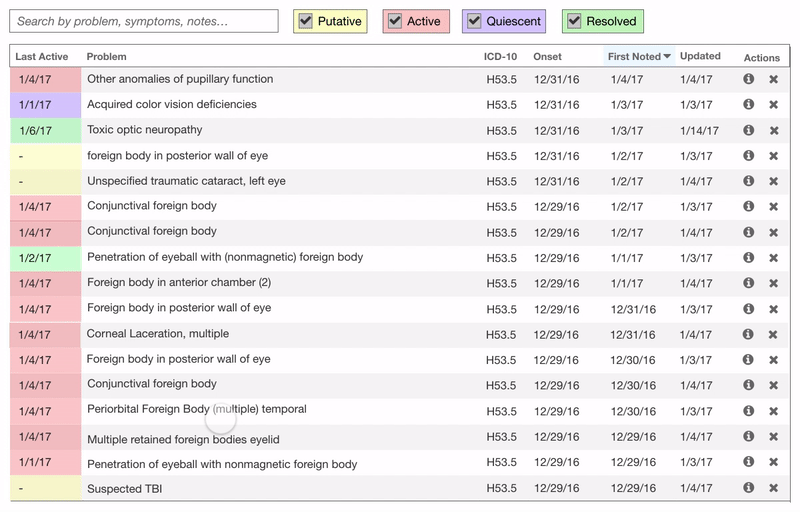 Search by problem, symptoms, notes… Putative Active Quiescent Resolved
Last Active Problem ICD-10 Onset First Noted Updated Actions
1/4/17 Other anomalies of pupillary function H53.5 12/31/16 1/4/17 1/4/17
1/1/17 Acquired color vision deficiencies H53.5 12/31/16 1/3/17 1/3/17
1/6/17 Toxic optic neuropathy H53.5 12/31/16 1/3/17 1/14/17
- foreign body in posterior wall of eye H53.5 12/31/16 1/2/17 1/3/17
- Unspecified traumatic cataract, left eye H53.5 12/31/16 1/2/17 1/4/17
1/4/17 Conjunctival foreign body H53.5 12/29/16 1/2/17 1/3/17
1/4/17 Conjunctival foreign body H53.5 12/29/16 1/2/17 1/4/17
1/2/17 Penetration of eyeball with (nonmagnetic) foreign body H53.5 12/29/16 1/1/17 1/3/17
1/4/17 Foreign body in anterior chamber (2) H53.5 12/29/16 1/1/17 1/4/17
1/4/17 Foreign body in posterior wall of eye H53.5 12/29/16 12/31/16 1/3/17
1/4/17 Corneal Laceration, multiple H53.5 12/29/16 12/31/16 1/4/17
1/4/17 Foreign body in posterior wall of eye H53.5 12/29/16 12/30/16 1/3/17
1/4/17 Conjunctival foreign body H53.5 12/29/16 12/30/16 1/4/17
1/4/17 Periorbital Foreign Body (multiple) temporal H53.5 12/29/16 12/30/16 1/3/17
1/4/17 Multiple retained foreign bodies eyelid H53.5 12/29/16 12/29/16 1/4/17
1/1/17 Penetration of eyeball with nonmagnetic foreign body H53.5 12/29/16 12/29/16 1/3/17
- Suspected TBI H53.5 12/29/16 12/29/16 1/4/17